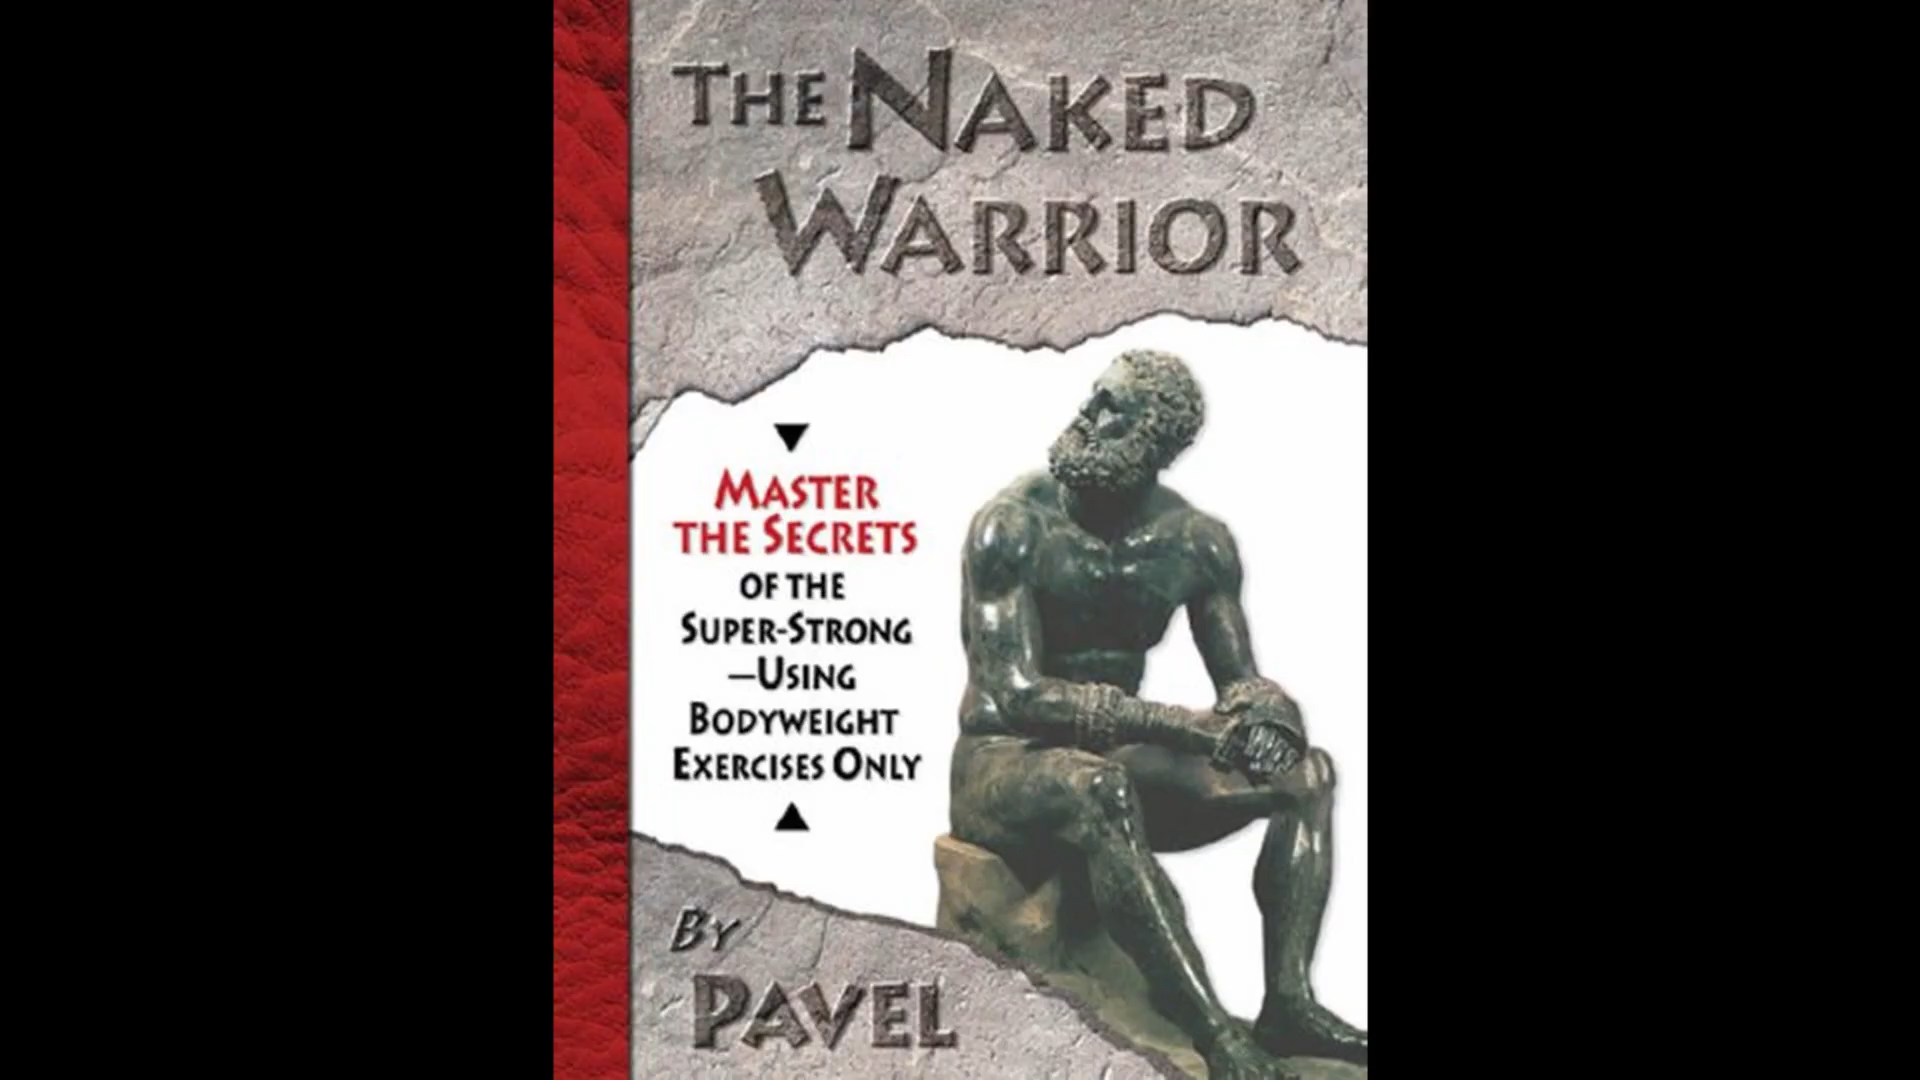 THE NAKED
WARRIOR
MASTER
THE SECRETS
OF THE
SUPER-STRONG
—USING
BODYWEIGHT
EXERCISES ONLY
BY
PAVEL